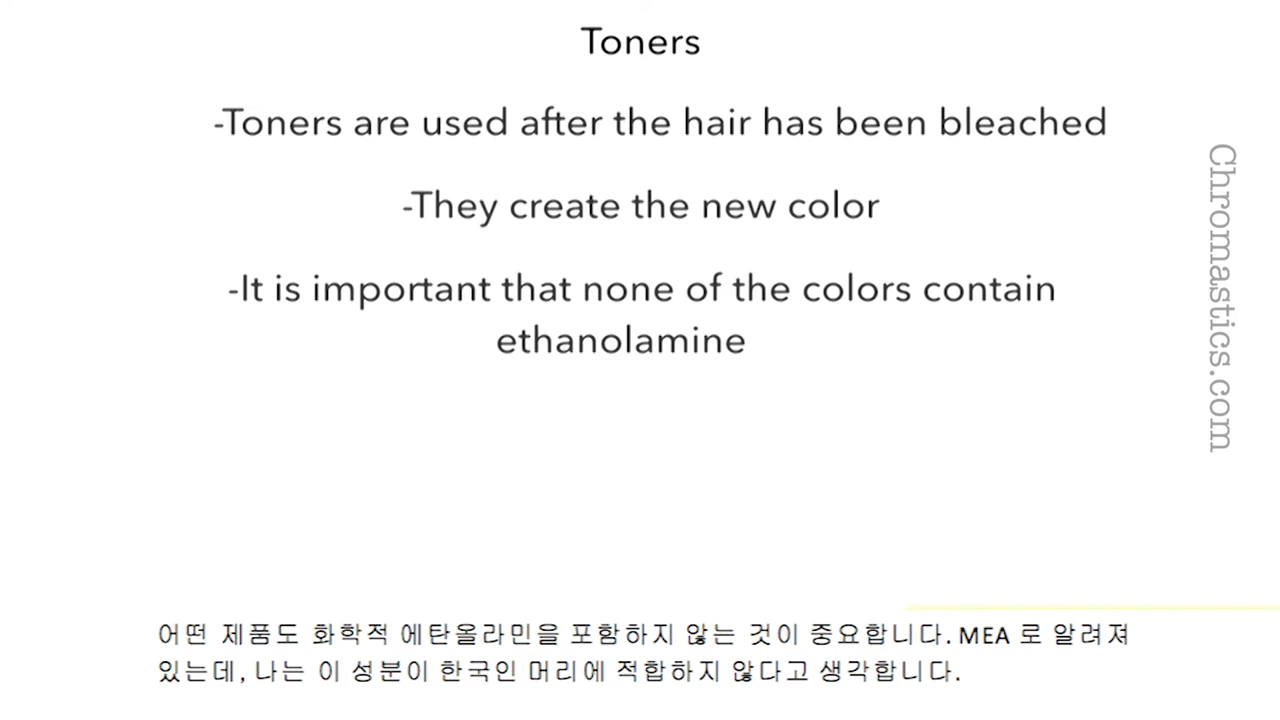 Toners
-Toners are used after the hair has been bleached
-They create the new color
-It is important that none of the colors contain
ethanolamine
Chromastics.com
어떤 제품도 화학적 에탄올라민을 포함하지 않는 것이 중요합니다. MEA 로 알려져
있는데, 나는 이 성분이 한국인 머리에 적합하지 않다고 생각합니다.